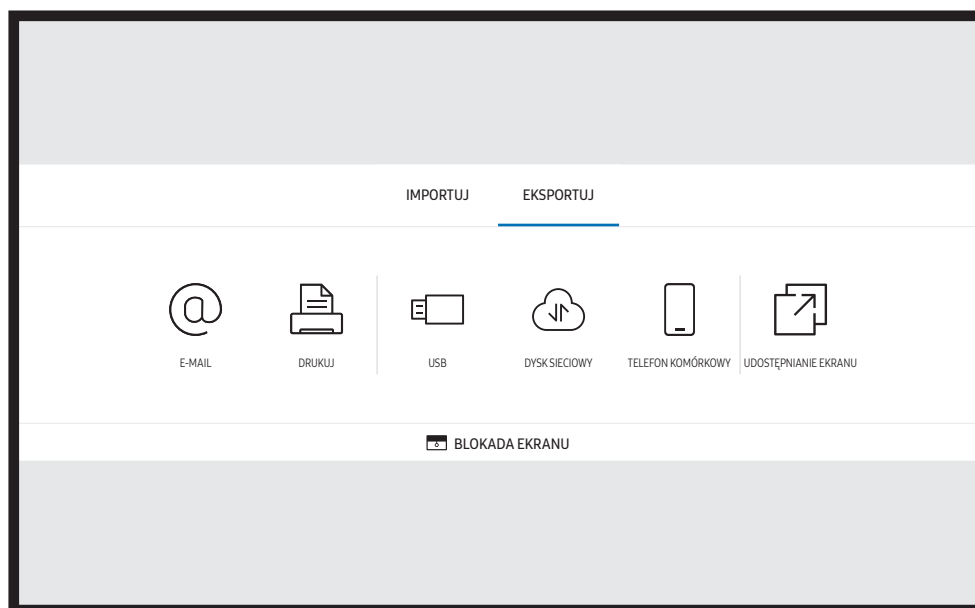 IMPORTUJ EKSPORTUJ
E-MAIL DRUKUJ USB DYSK SIECIOWY TELEFON KOMÓRKOWY UDOSTĘPNIANIE EKRANU
BLOKADA EKRANU